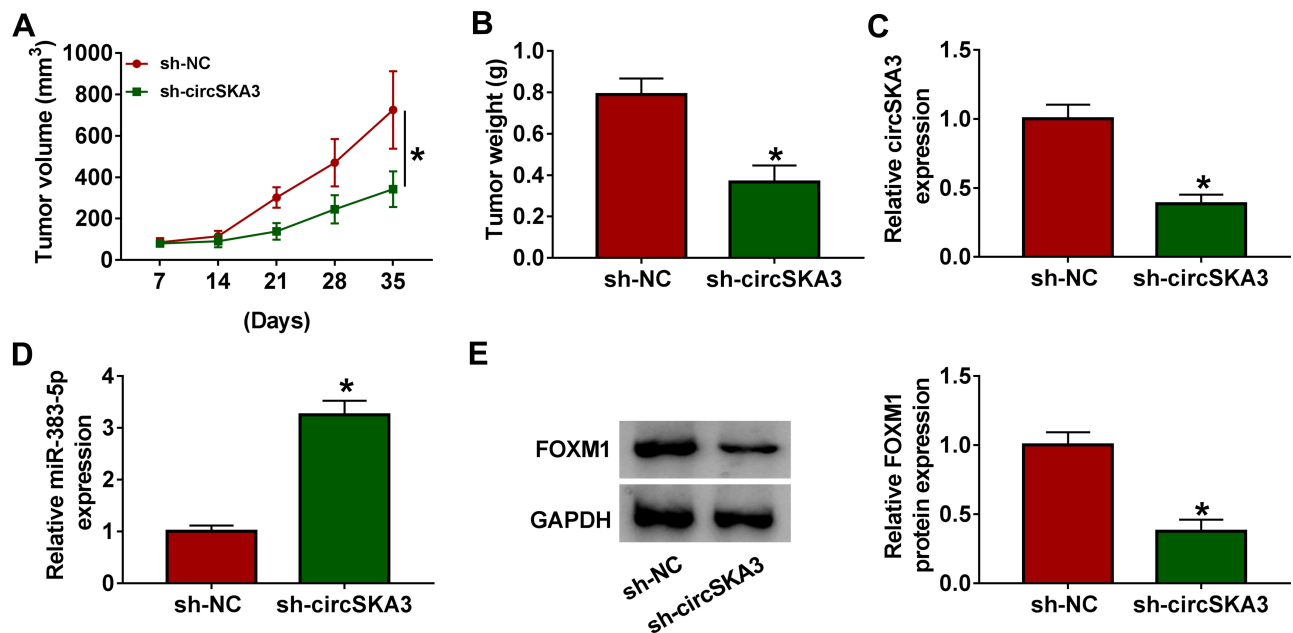 A
Tumor volume (mm³)
1000
800
600
400
200
0
sh-NC
sh-circSKA3
*
7 14 21 28 35
(Days)
B
Tumor weight (g)
1.0
0.8
0.6
0.4
0.2
0.0
*
sh-NC sh-circSKA3
C
Relative circSKA3
expression
1.5
1.0
0.5
0.0
*
sh-NC sh-circSKA3
D
Relative miR-383-5p
expression
4
3
2
1
0
*
sh-NC sh-circSKA3
E
FOXM1
GAPDH
sh-NC
sh-circSKA3
Relative FOXM1
protein expression
1.5
1.0
0.5
0.0
*
sh-NC sh-circSKA3